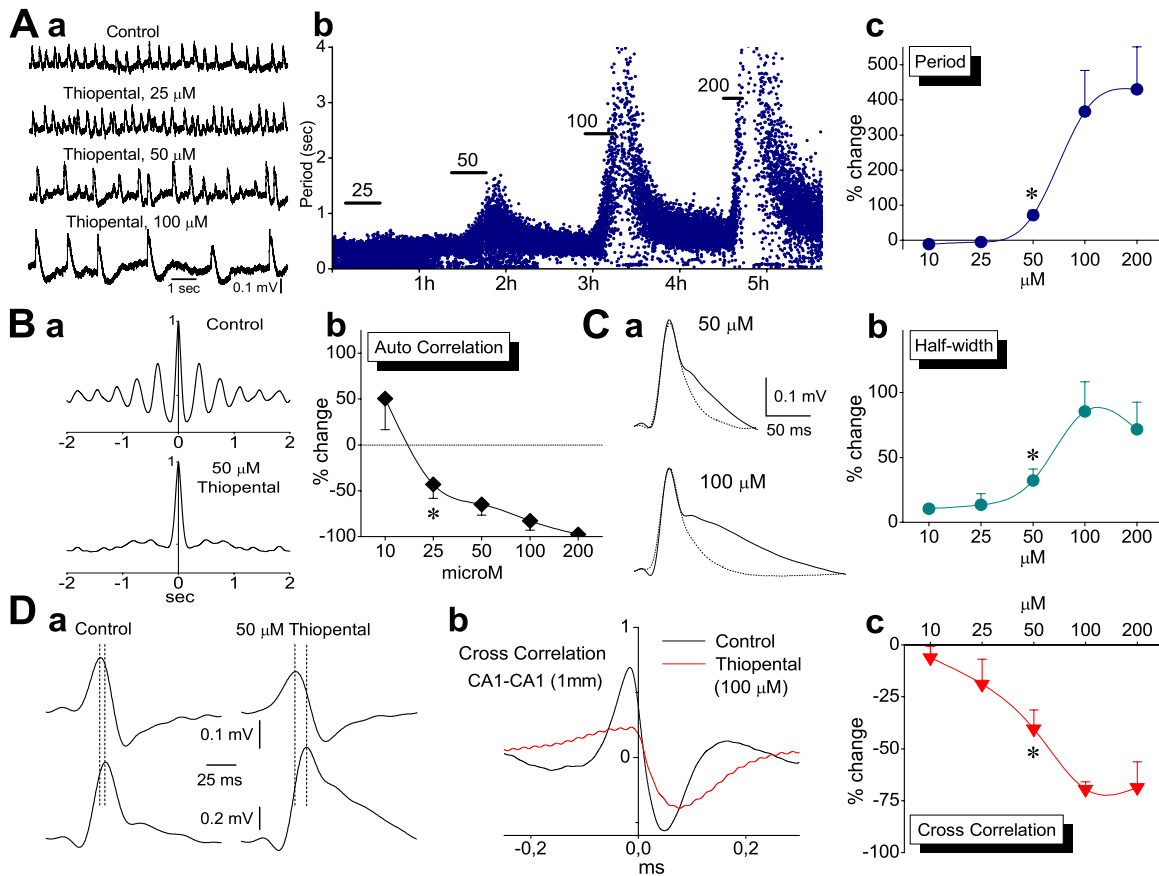 A a
Control
Thiopental, 25 μM
Thiopental, 50 μM
Thiopental, 100 μM
1 sec
0.1 mV
b
Period (sec)
4
3
2
1
0
25
50
100
200
1h
2h
3h
4h
5h
c
Period
% change
500
400
300
200
100
0
*
10
25
50
100
200
μM
B a
1
Control
-2
-1
0
1
2
1
50 μM
Thiopental
-2
-1
0
1
2
sec
b
Auto Correlation
% change
100
50
0
-50
-100
*
10
25
50
100
200
microM
C a
50 μM
0.1 mV
50 ms
100 μM
b
Half-width
% change
100
50
0
*
10
25
50
100
200
μM
D a
Control
50 μM Thiopental
0.1 mV
25 ms
0.2 mV
b
Cross Correlation
CA1-CA1 (1mm)
1
0
Control
Thiopental
(100 μM)
-0,2
0,0
0,2
ms
c
μM
10
25
50
100
200
% change
0
-25
-50
-75
-100
*
Cross Correlation